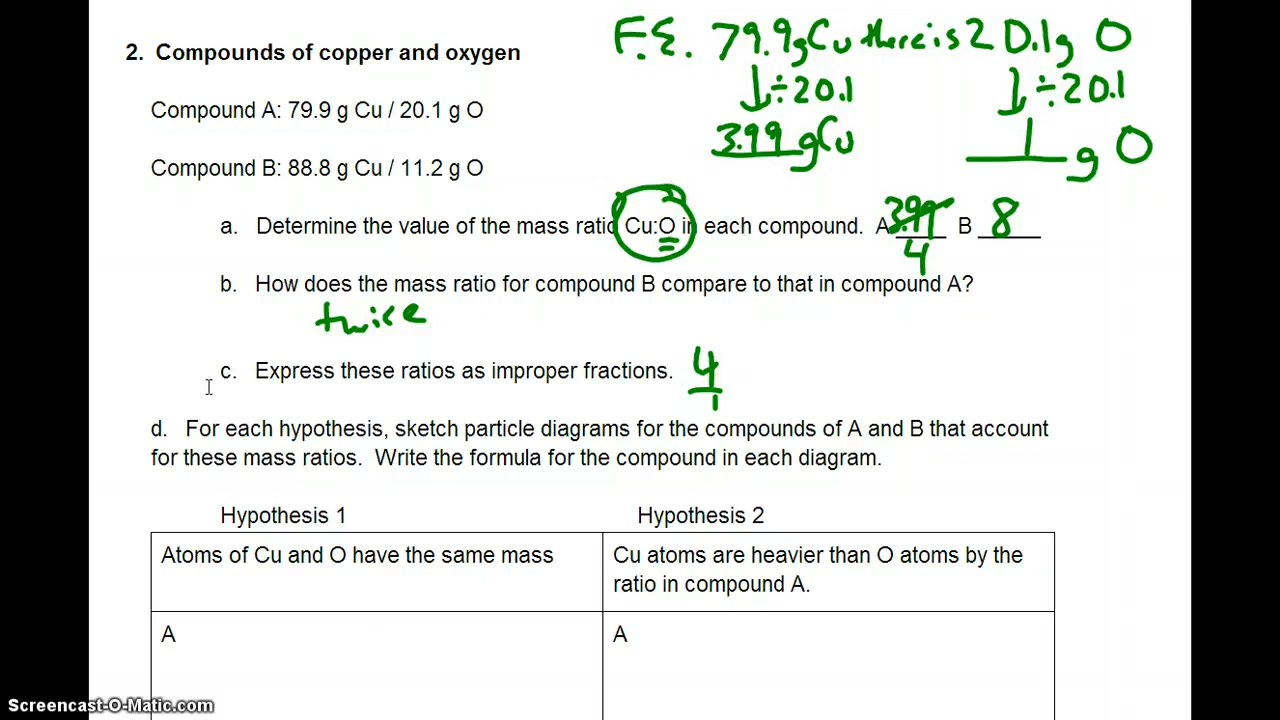 F.E. 79.9gCu there is 20.1g O
2. Compounds of copper and oxygen
↓÷20.1 ↓÷20.1
Compound A: 79.9 g Cu / 20.1 g O
3.99 gCu 1 g O
Compound B: 88.8 g Cu / 11.2 g O
a. Determine the value of the mass ratio Cu:O in each compound. A 3.99 B 8
4
b. How does the mass ratio for compound B compare to that in compound A?
twice
c. Express these ratios as improper fractions. 4/1
d. For each hypothesis, sketch particle diagrams for the compounds of A and B that account
for these mass ratios. Write the formula for the compound in each diagram.
Hypothesis 1 Hypothesis 2
Atoms of Cu and O have the same mass
Cu atoms are heavier than O atoms by the
ratio in compound A.
A A
Screencast-O-Matic.com